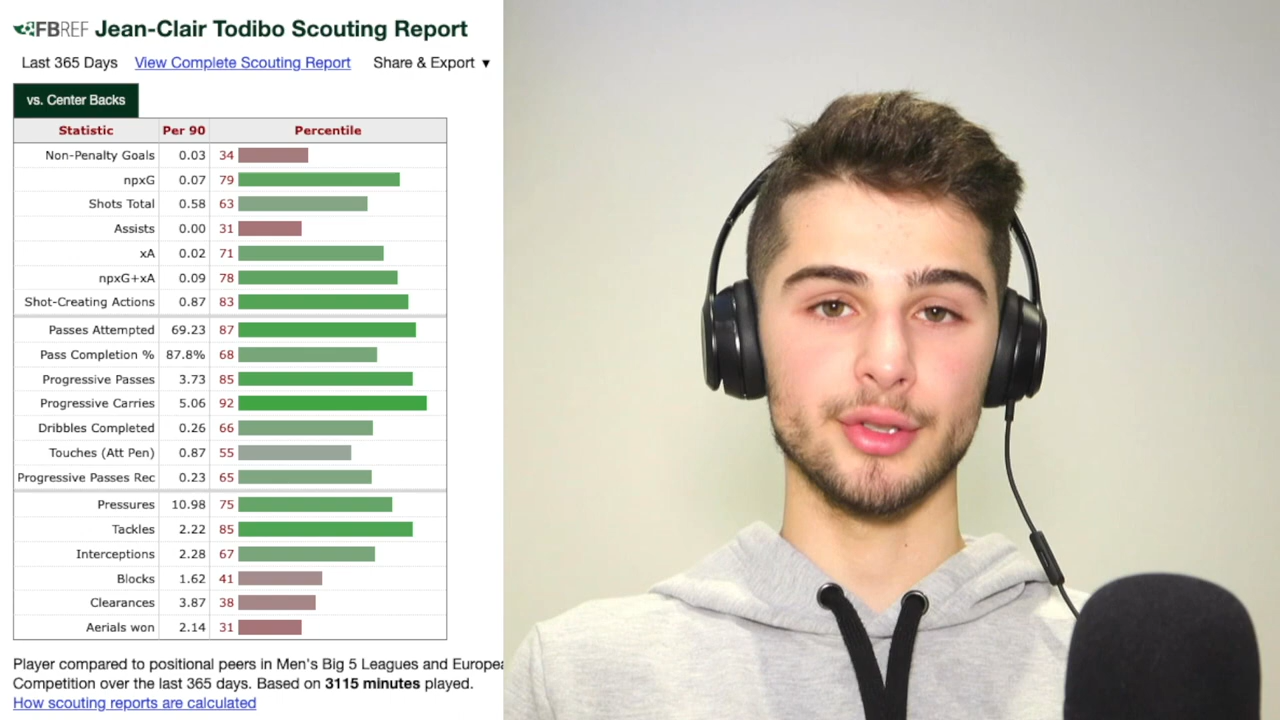 FBREF Jean-Clair Todibo Scouting Report
Last 365 Days View Complete Scouting Report Share & Export ▼
vs. Center Backs
Statistic Per 90 Percentile
Non-Penalty Goals 0.03 34
npxG 0.07 79
Shots Total 0.58 63
Assists 0.00 31
xA 0.02 71
npxG+xA 0.09 78
Shot-Creating Actions 0.87 83
Passes Attempted 69.23 87
Pass Completion % 87.8% 68
Progressive Passes 3.73 85
Progressive Carries 5.06 92
Dribbles Completed 0.26 66
Touches (Att Pen) 0.87 55
Progressive Passes Rec 0.23 65
Pressures 10.98 75
Tackles 2.22 85
Interceptions 2.28 67
Blocks 1.62 41
Clearances 3.87 38
Aerials won 2.14 31
Player compared to positional peers in Men's Big 5 Leagues and Europea
Competition over the last 365 days. Based on 3115 minutes played.
How scouting reports are calculated